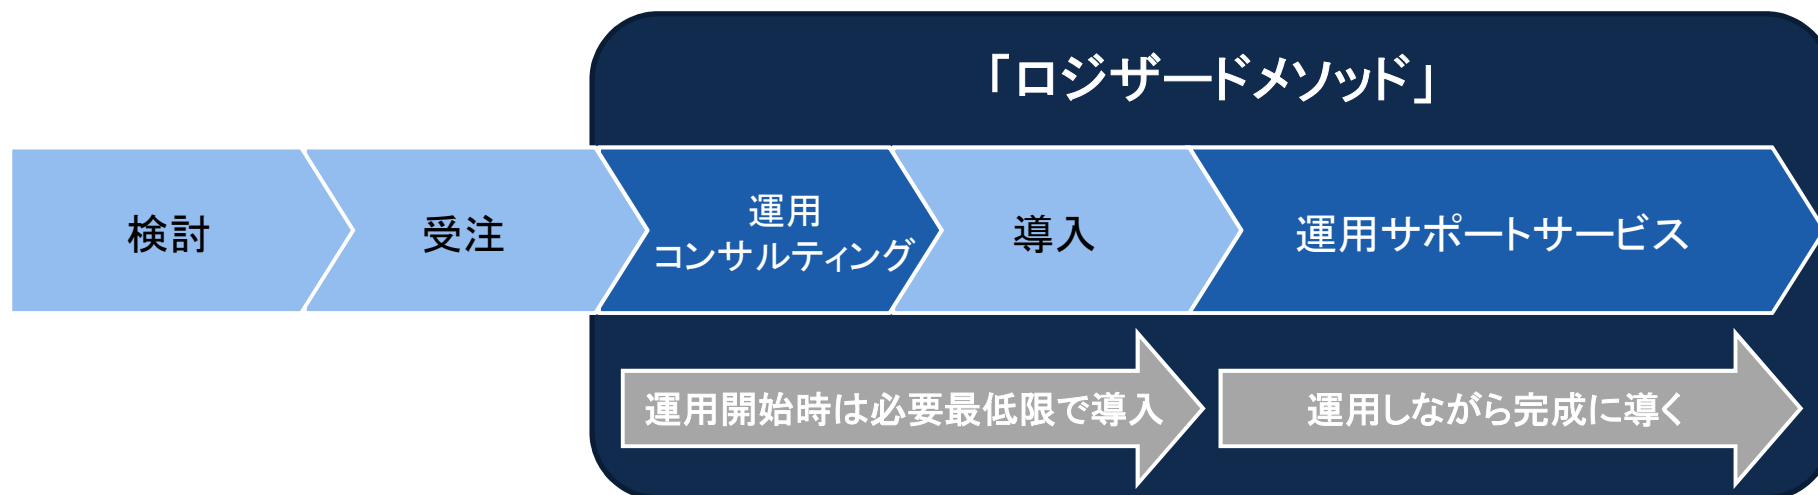 「ロジザードメソッド」
検討
受注
運用
コンサルティング
導入
運用サポートサービス
運用開始時は必要最低限で導入
運用しながら完成に導く